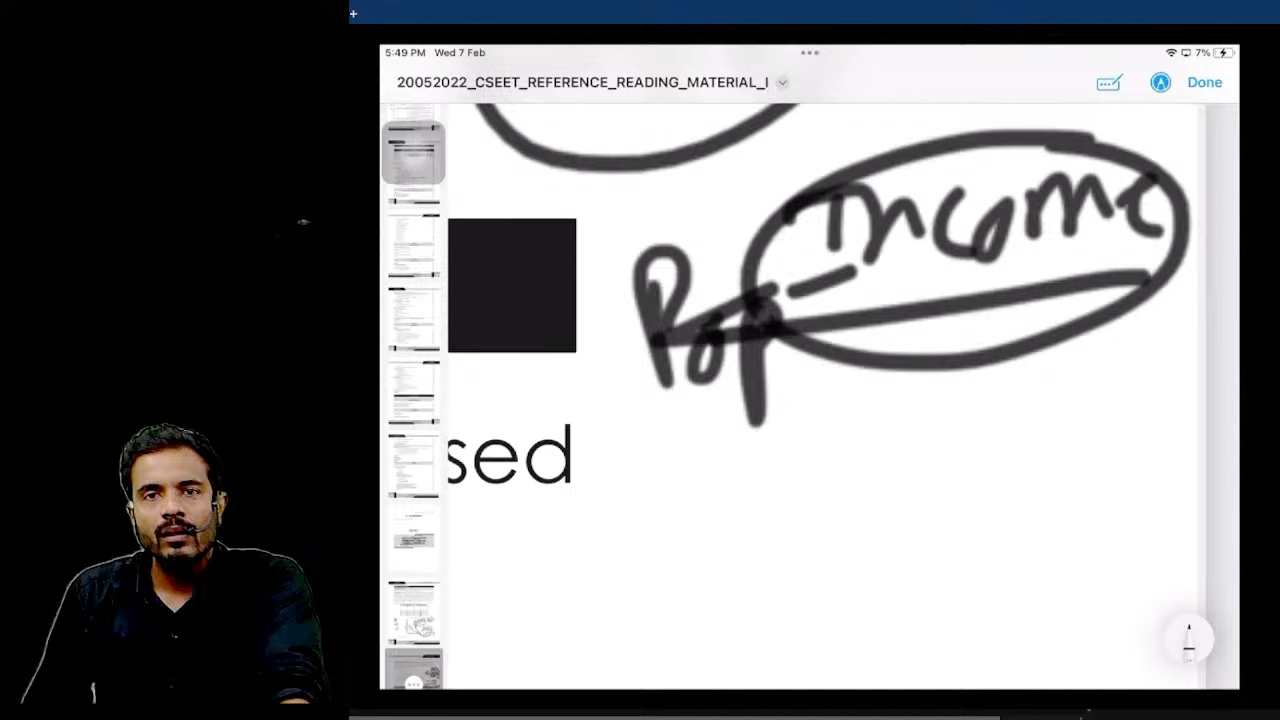 +
5:49 PM Wed 7 Feb
7%
20052022_CSEET_REFERENCE_READING_MATERIAL_I
Done
Income
Pop
sed